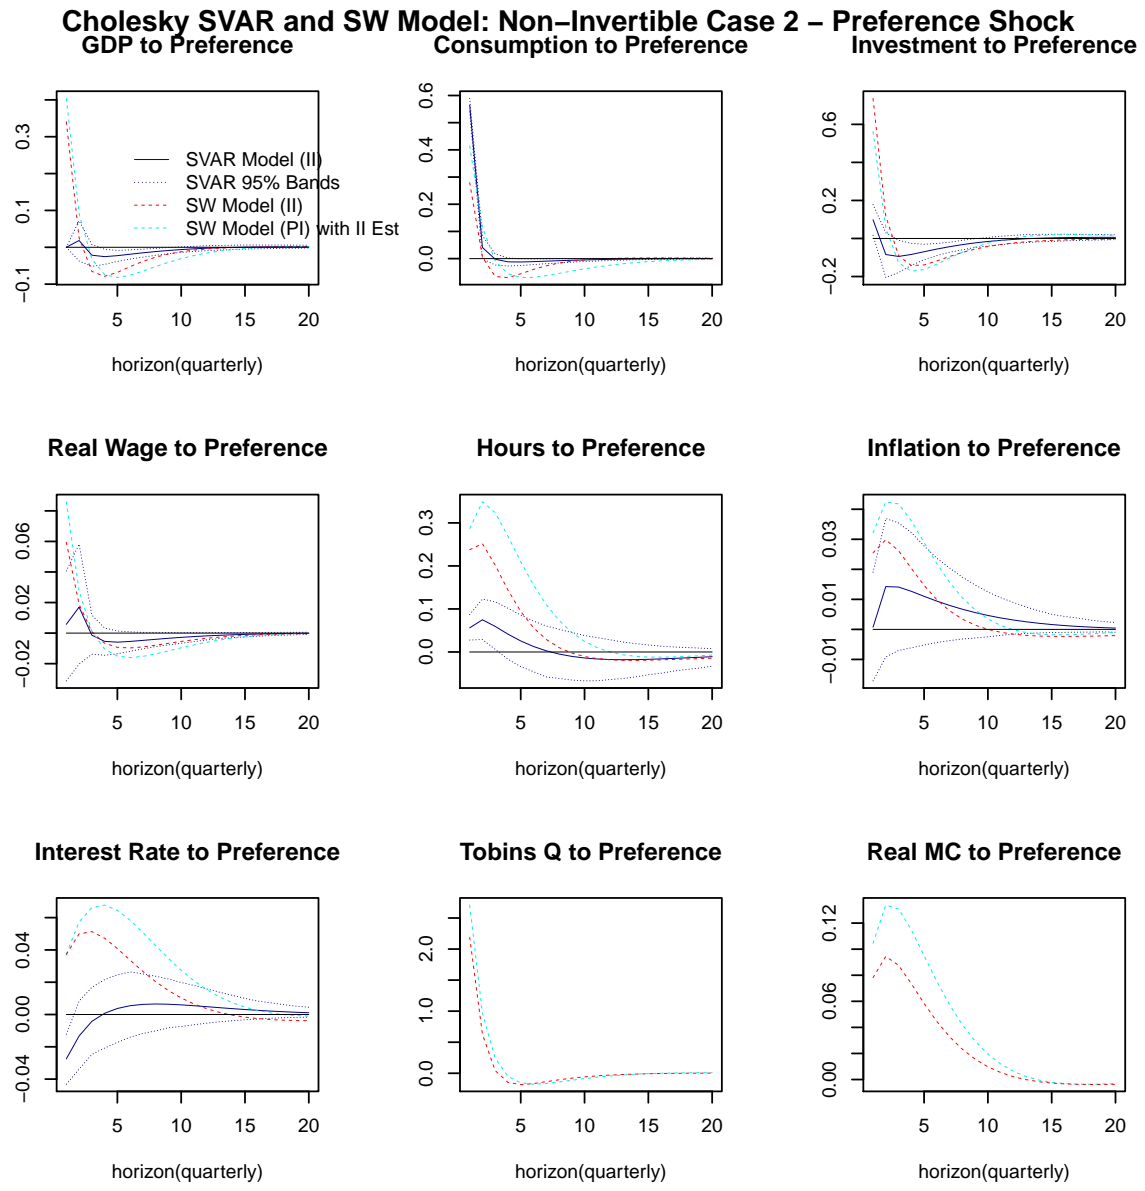 Cholesky SVAR and SW Model: Non−Invertible Case 2 − Preference Shock
GDP to Preference
Consumption to Preference
Investment to Preference
−0.1 0.1 0.3
SVAR Model (II)
SVAR 95% Bands
SW Model (II)
SW Model (PI) with II Est
5 10 15 20
horizon(quarterly)
0.0 0.2 0.4 0.6
5 10 15 20
horizon(quarterly)
−0.2 0.2 0.6
5 10 15 20
horizon(quarterly)
Real Wage to Preference
Hours to Preference
Inflation to Preference
−0.02 0.02 0.06
5 10 15 20
horizon(quarterly)
0.0 0.1 0.2 0.3
5 10 15 20
horizon(quarterly)
−0.01 0.01 0.03
5 10 15 20
horizon(quarterly)
Interest Rate to Preference
Tobins Q to Preference
Real MC to Preference
−0.04 0.00 0.04
5 10 15 20
horizon(quarterly)
0.0 1.0 2.0
5 10 15 20
horizon(quarterly)
0.00 0.06 0.12
5 10 15 20
horizon(quarterly)